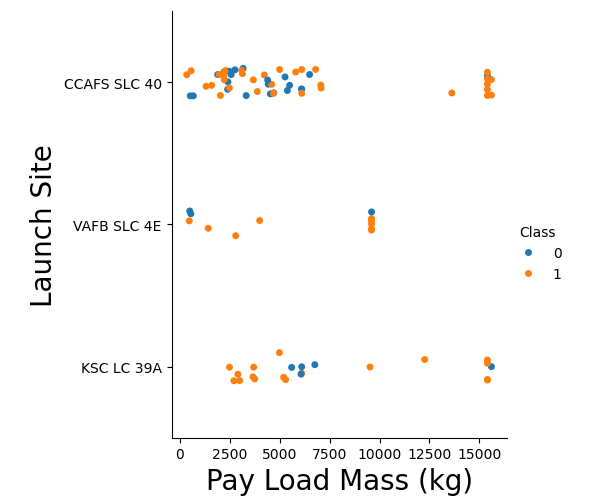 Launch Site
CCAFS SLC 40
VAFB SLC 4E
KSC LC 39A
0 2500 5000 7500 10000 12500 15000
Pay Load Mass (kg)
Class
0
1